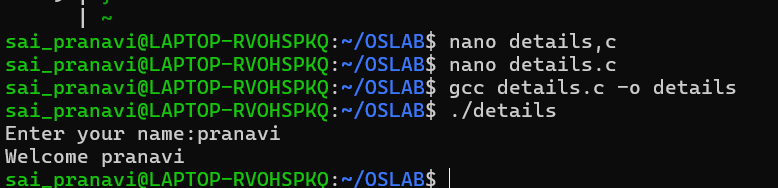 | ~
sai_pranavi@LAPTOP-RVOHSPKQ:~/OSLAB$ nano details,c
sai_pranavi@LAPTOP-RVOHSPKQ:~/OSLAB$ nano details.c
sai_pranavi@LAPTOP-RVOHSPKQ:~/OSLAB$ gcc details.c -o details
sai_pranavi@LAPTOP-RVOHSPKQ:~/OSLAB$ ./details
Enter your name:pranavi
Welcome pranavi
sai_pranavi@LAPTOP-RVOHSPKQ:~/OSLAB$